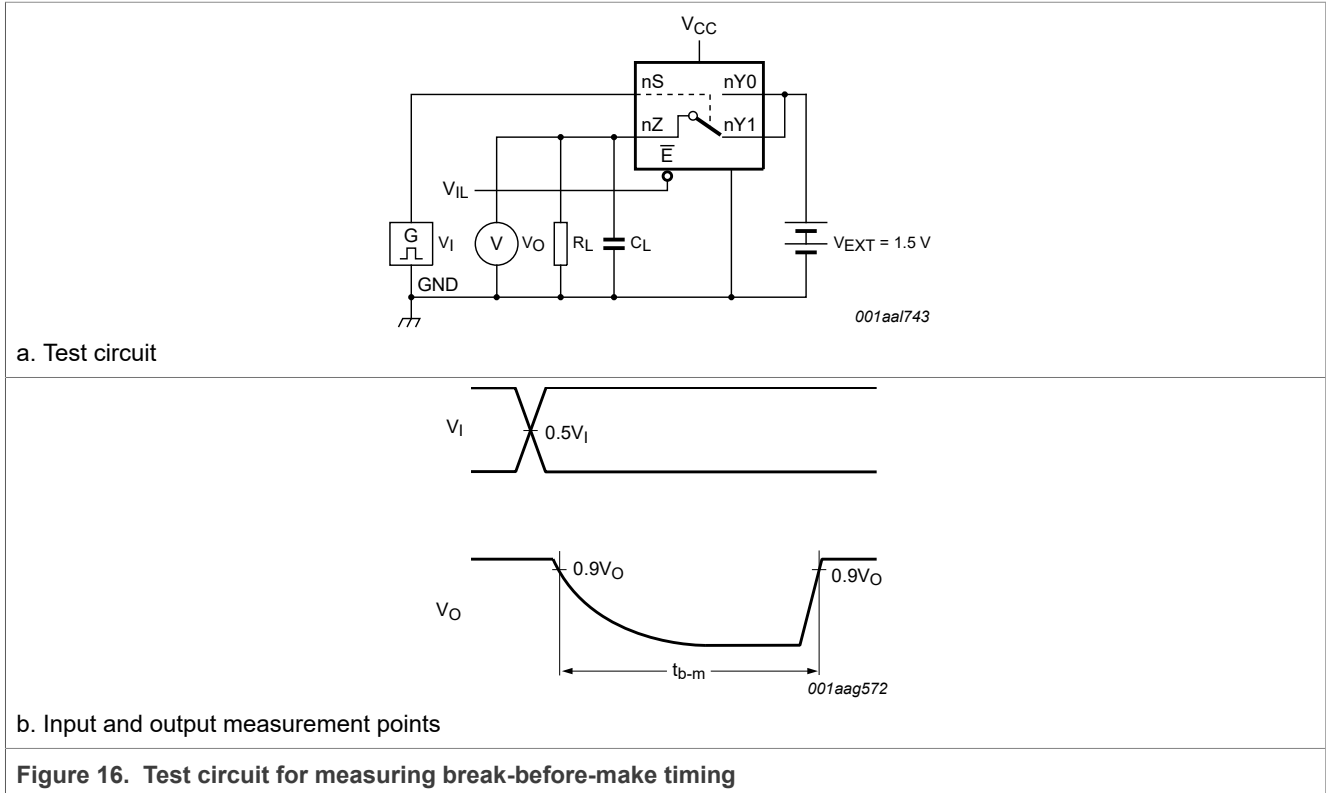 VCC
nS nY0
nZ nY1
E
VIL
G VI V VO RL CL VEXT = 1.5 V
GND
001aal743
a. Test circuit
VI 0.5VI
0.9VO 0.9VO
VO
tb-m
001aag572
b. Input and output measurement points
Figure 16. Test circuit for measuring break-before-make timing